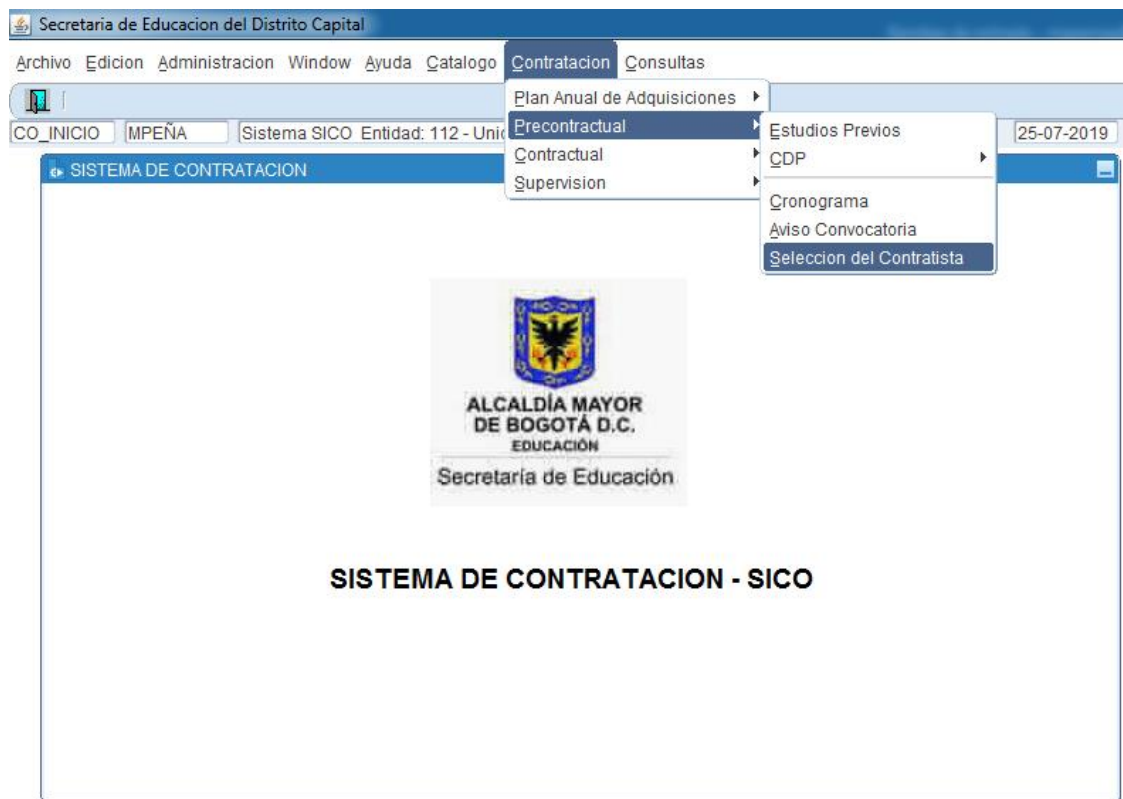 Secretaria de Educacion del Distrito Capital
Archivo Edicion Administracion Window Ayuda Catalogo Contratacion Consultas
Plan Anual de Adquisiciones
Precontractual
Contractual
Supervision
Estudios Previos
CDP
Cronograma
Aviso Convocatoria
Seleccion del Contratista
CO_INICIO MPEÑA Sistema SICO Entidad: 112 - 25-07-2019
SISTEMA DE CONTRATACION
ALCALDÍA MAYOR
DE BOGOTÁ D.C.
EDUCACIÓN
Secretaría de Educación
SISTEMA DE CONTRATACION - SICO